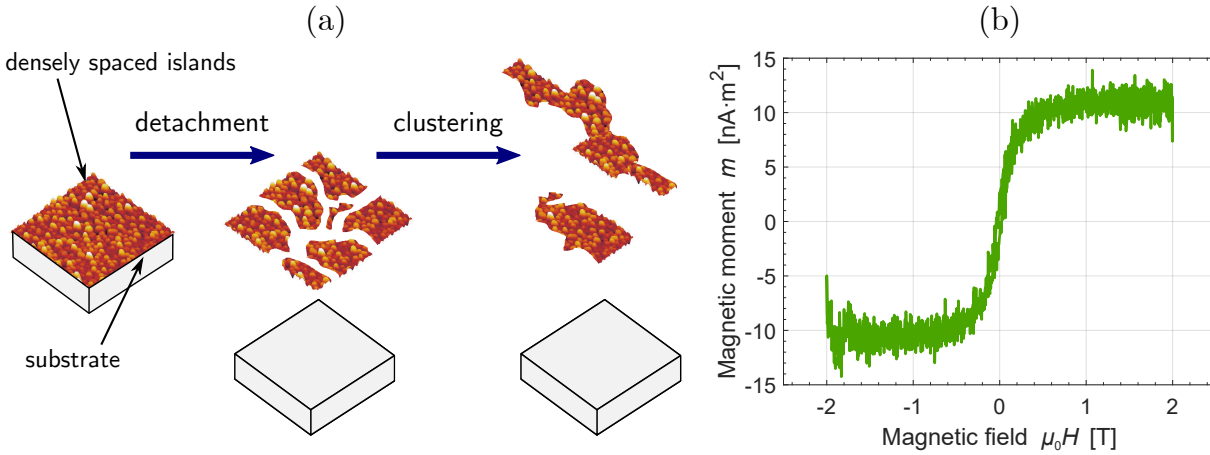 (a)
densely spaced islands
detachment
clustering
substrate
(b)
Magnetic moment m [nA·m²]
15
10
5
0
-5
-10
-15
-2 -1 0 1 2
Magnetic field μ₀H [T]